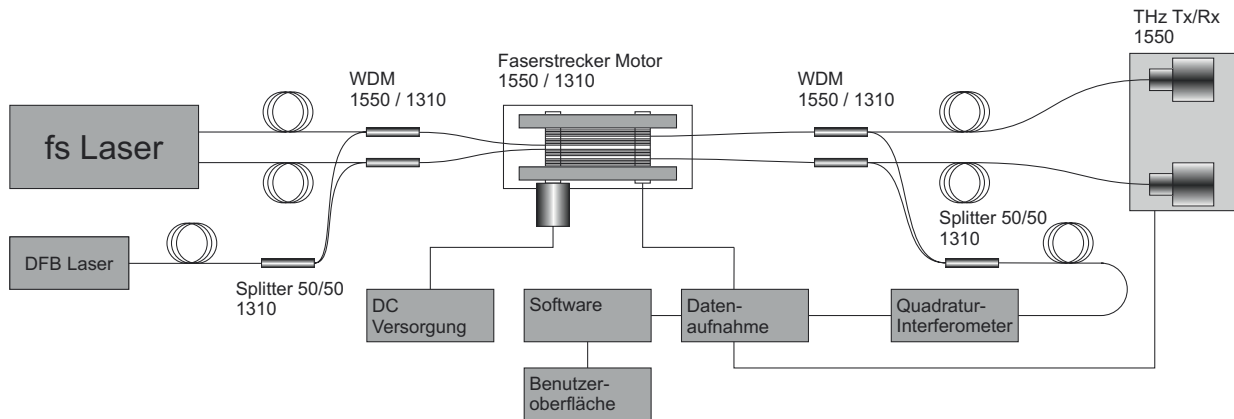 THz Tx/Rx
1550
Faserstrecker Motor
1550 / 1310
WDM
1550 / 1310
WDM
1550 / 1310
fs Laser
Splitter 50/50
1310
DFB Laser
Splitter 50/50
1310
DC
Versorgung
Software
Daten-
aufnahme
Quadratur-
Interferometer
Benutzer-
oberfläche